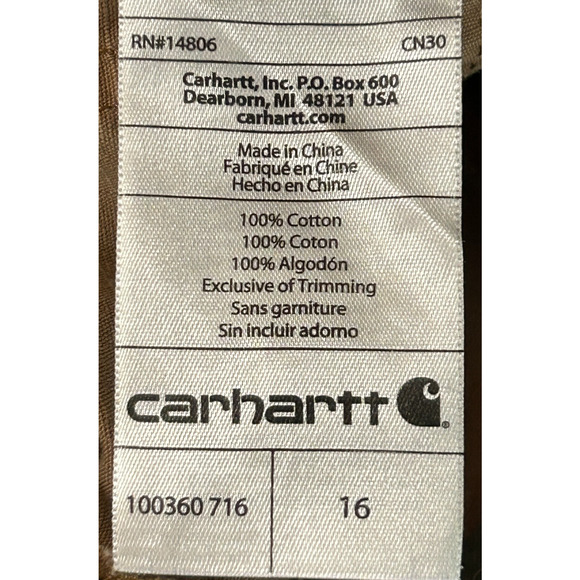 RN#14806 CN30
Carhartt, Inc. P.O. Box 600
Dearborn, MI 48121 USA
carhartt.com
Made in China
Fabriqué en Chine
Hecho en China
100% Cotton
100% Coton
100% Algodón
Exclusive of Trimming
Sans garniture
Sin incluir adorno
carhartt®
100360 716 16